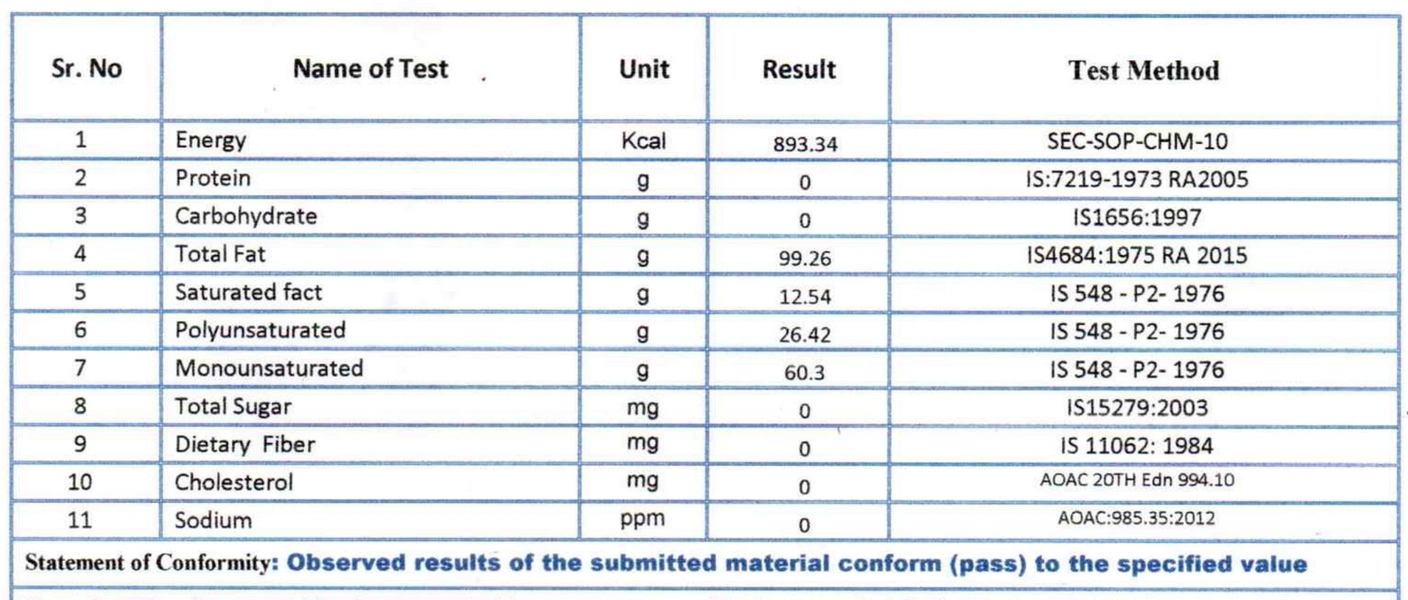 Sr. No Name of Test Unit Result Test Method
1 Energy Kcal 893.34 SEC-SOP-CHM-10
2 Protein g 0 IS:7219-1973 RA2005
3 Carbohydrate g 0 IS1656:1997
4 Total Fat g 99.26 IS4684:1975 RA 2015
5 Saturated fact g 12.54 IS 548 - P2- 1976
6 Polyunsaturated g 26.42 IS 548 - P2- 1976
7 Monounsaturated g 60.3 IS 548 - P2- 1976
8 Total Sugar mg 0 IS15279:2003
9 Dietary Fiber mg 0 IS 11062: 1984
10 Cholesterol mg 0 AOAC 20TH Edn 994.10
11 Sodium ppm 0 AOAC:985.35:2012
Statement of Conformity: Observed results of the submitted material conform (pass) to the specified value